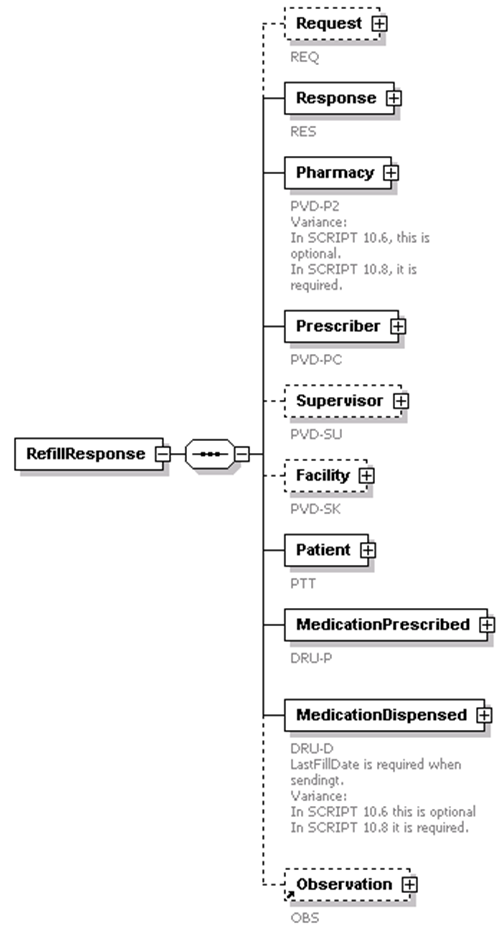 Request
REQ
Response
RES
Pharmacy
PVD-P2
Variance:
In SCRIPT 10.6, this is
optional.
In SCRIPT 10.8, it is
required.
Prescriber
PVD-PC
Supervisor
PVD-SU
RefillResponse
Facility
PVD-SK
Patient
PTT
MedicationPrescribed
DRU-P
MedicationDispensed
DRU-D
LastFillDate is required when
sendingt.
Variance:
In SCRIPT 10.6 this is optional
In SCRIPT 10.8 it is required.
Observation
OBS